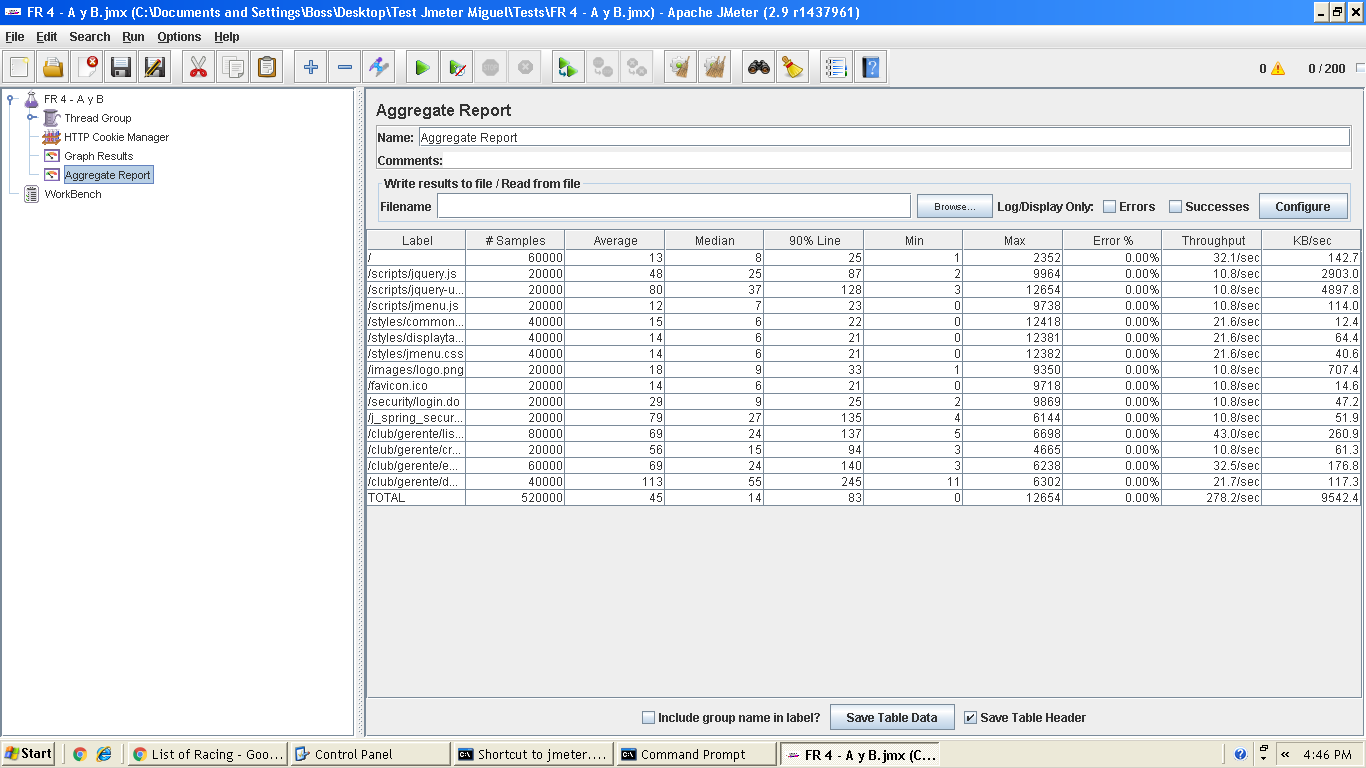 FR 4 - A y B.jmx (C:\Documents and Settings\Boss\Desktop\Test Jmeter Miguel\Tests\FR 4 - A y B.jmx) - Apache JMeter (2.9 r1437961)
File Edit Search Run Options Help
0 0 / 200
FR 4 - A y B
Thread Group
HTTP Cookie Manager
Graph Results
Aggregate Report
WorkBench
Aggregate Report
Name: Aggregate Report
Comments:
Write results to file / Read from file
Filename Browse... Log/Display Only: Errors Successes Configure
Label # Samples Average Median 90% Line Min Max Error % Throughput KB/sec
/ 60000 13 8 25 1 2352 0.00% 32.1/sec 142.7
/scripts/jquery.js 20000 48 25 87 2 9964 0.00% 10.8/sec 2903.0
/scripts/jquery-u... 20000 80 37 128 3 12654 0.00% 10.8/sec 4897.8
/scripts/jmenu.js 20000 12 7 23 0 9738 0.00% 10.8/sec 114.0
/styles/common... 40000 15 6 22 0 12418 0.00% 21.6/sec 12.4
/styles/displayta... 40000 14 6 21 0 12381 0.00% 21.6/sec 64.4
/styles/jmenu.css 40000 14 6 21 0 12382 0.00% 21.6/sec 40.6
/images/logo.png 20000 18 9 33 1 9350 0.00% 10.8/sec 707.4
/favicon.ico 20000 14 6 21 0 9718 0.00% 10.8/sec 14.6
/security/login.do 20000 29 9 25 2 9869 0.00% 10.8/sec 47.2
/j_spring_secur... 20000 79 27 135 4 6144 0.00% 10.8/sec 51.9
/club/gerente/lis... 80000 69 24 137 5 6698 0.00% 43.0/sec 260.9
/club/gerente/cr... 20000 56 15 94 3 4665 0.00% 10.8/sec 61.3
/club/gerente/e... 60000 69 24 140 3 6238 0.00% 32.5/sec 176.8
/club/gerente/d... 40000 113 55 245 11 6302 0.00% 21.7/sec 117.3
TOTAL 520000 45 14 83 0 12654 0.00% 278.2/sec 9542.4
Include group name in label? Save Table Data Save Table Header
Start List of Racing - Goo... Control Panel Shortcut to jmeter.... Command Prompt FR 4 - A y B.jmx (C... 4:46 PM